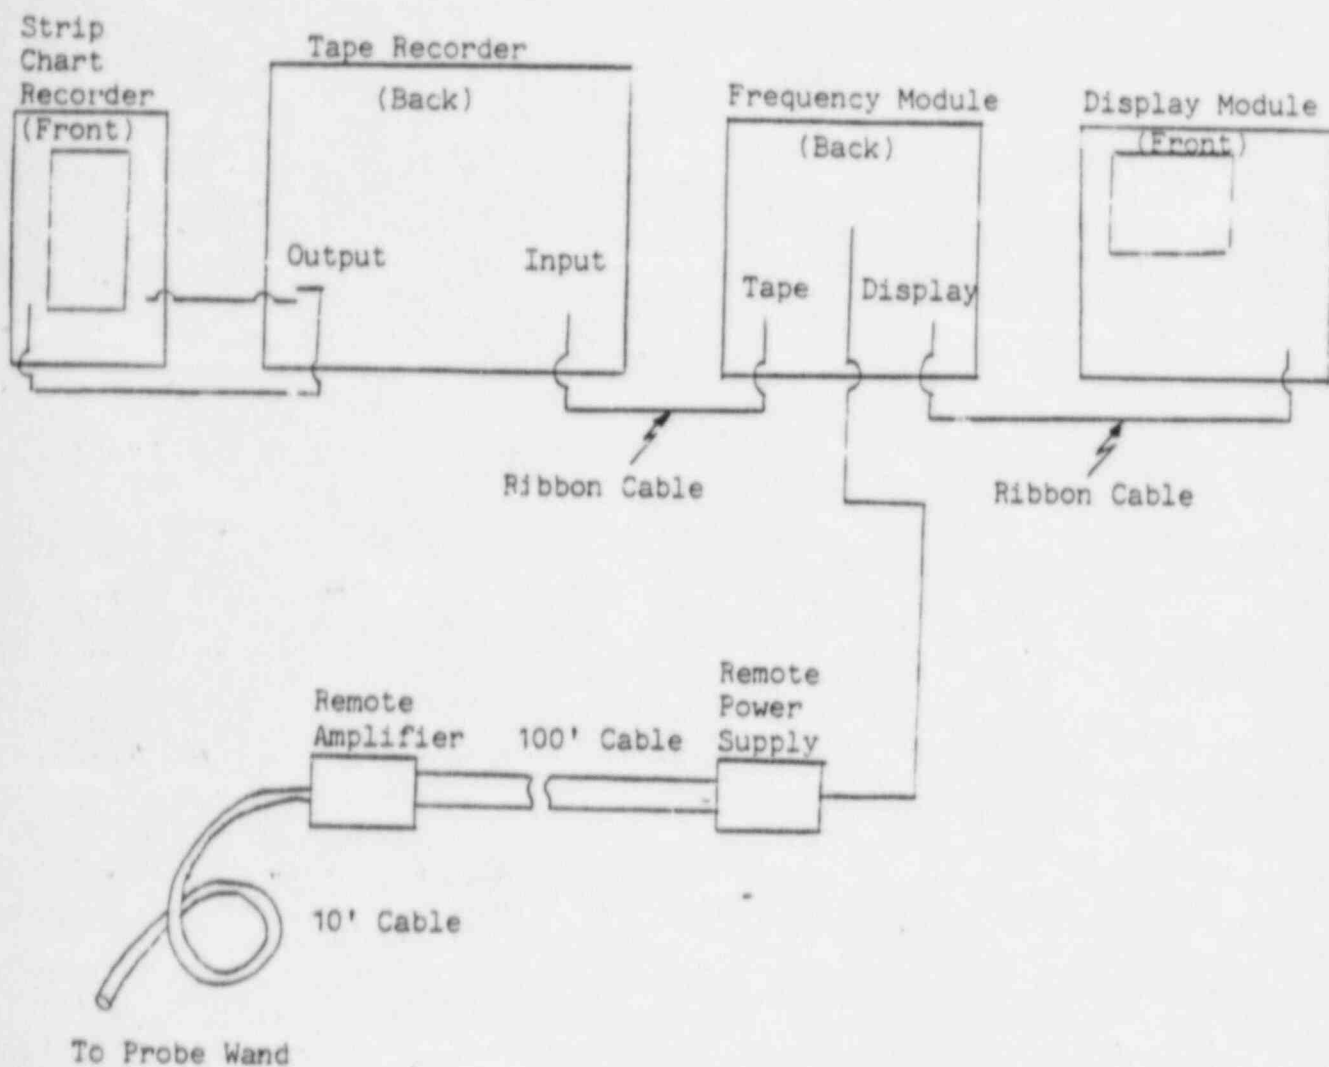 Strip
Chart
Recorder
(Front)
Tape Recorder
(Back)
Output
Input
Frequency Module
(Back)
Tape
Display
Display Module
(Front)
Ribbon Cable
Ribbon Cable
Remote
Amplifier
100' Cable
Remote
Power
Supply
10' Cable
To Probe Wand